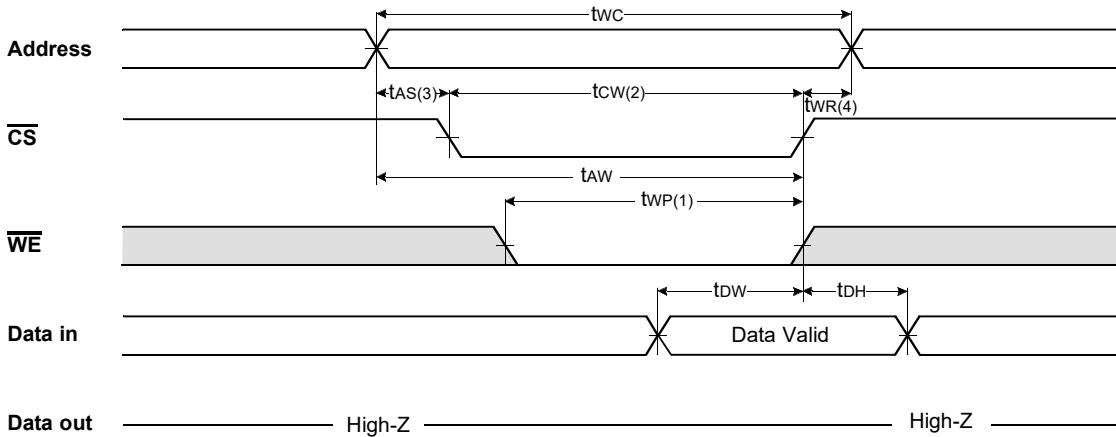 tWC
Address
tAS(3) tCW(2) tWR(4)
CS
tAW
tWP(1)
WE
tDW tDH
Data in Data Valid
Data out High-Z High-Z